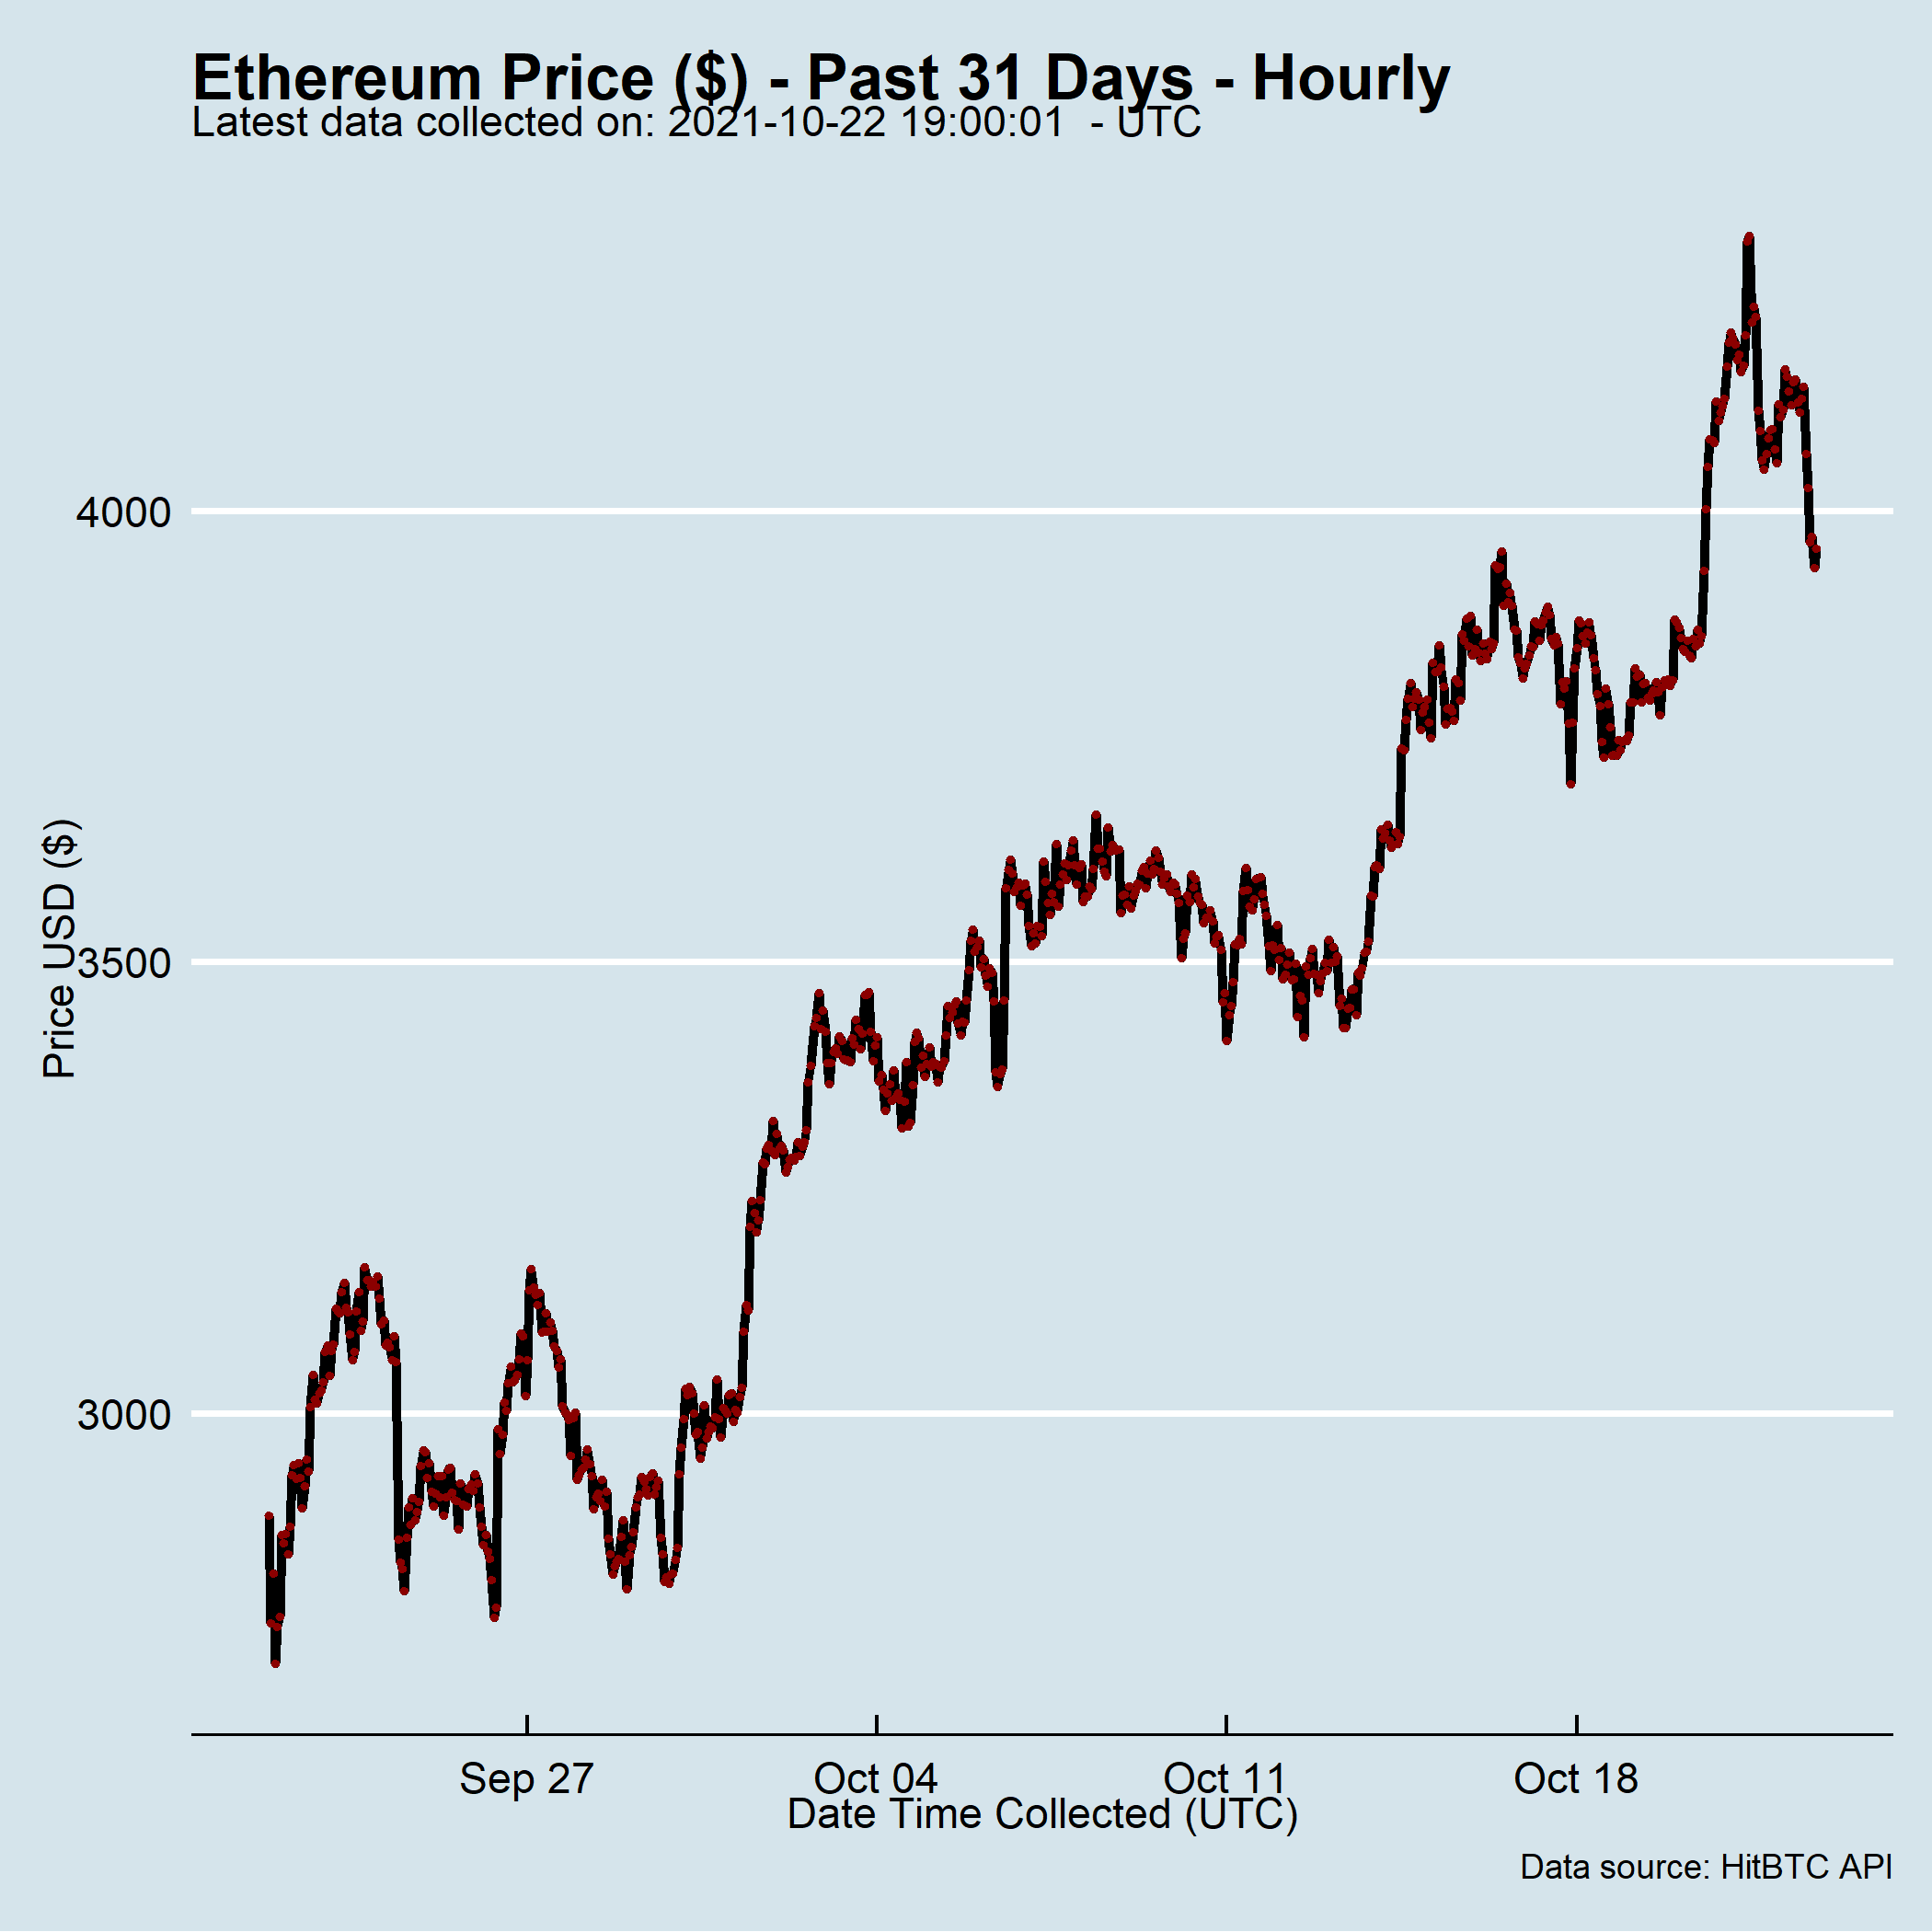 Ethereum Price ($) - Past 31 Days - Hourly
Latest data collected on: 2021-10-22 19:00:01  - UTC
4000
3500
3000
Price USD ($)
Sep 27
Oct 04
Oct 11
Oct 18
Date Time Collected (UTC)
Data source: HitBTC API